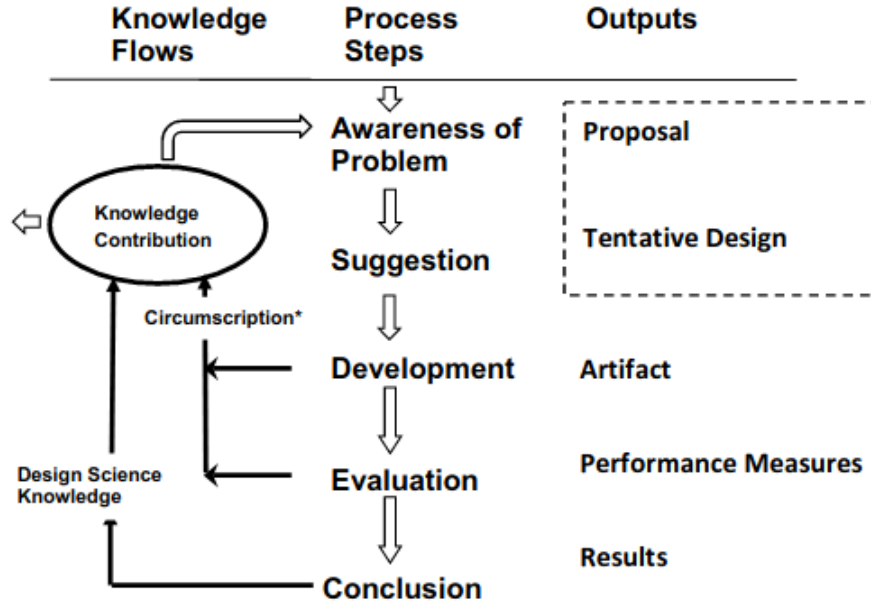 Knowledge
Flows
Process
Steps
Outputs
Awareness of
Problem
Proposal
Knowledge
Contribution
Tentative Design
Suggestion
Circumscription*
Development
Artifact
Design Science
Knowledge
Evaluation
Performance Measures
Results
Conclusion